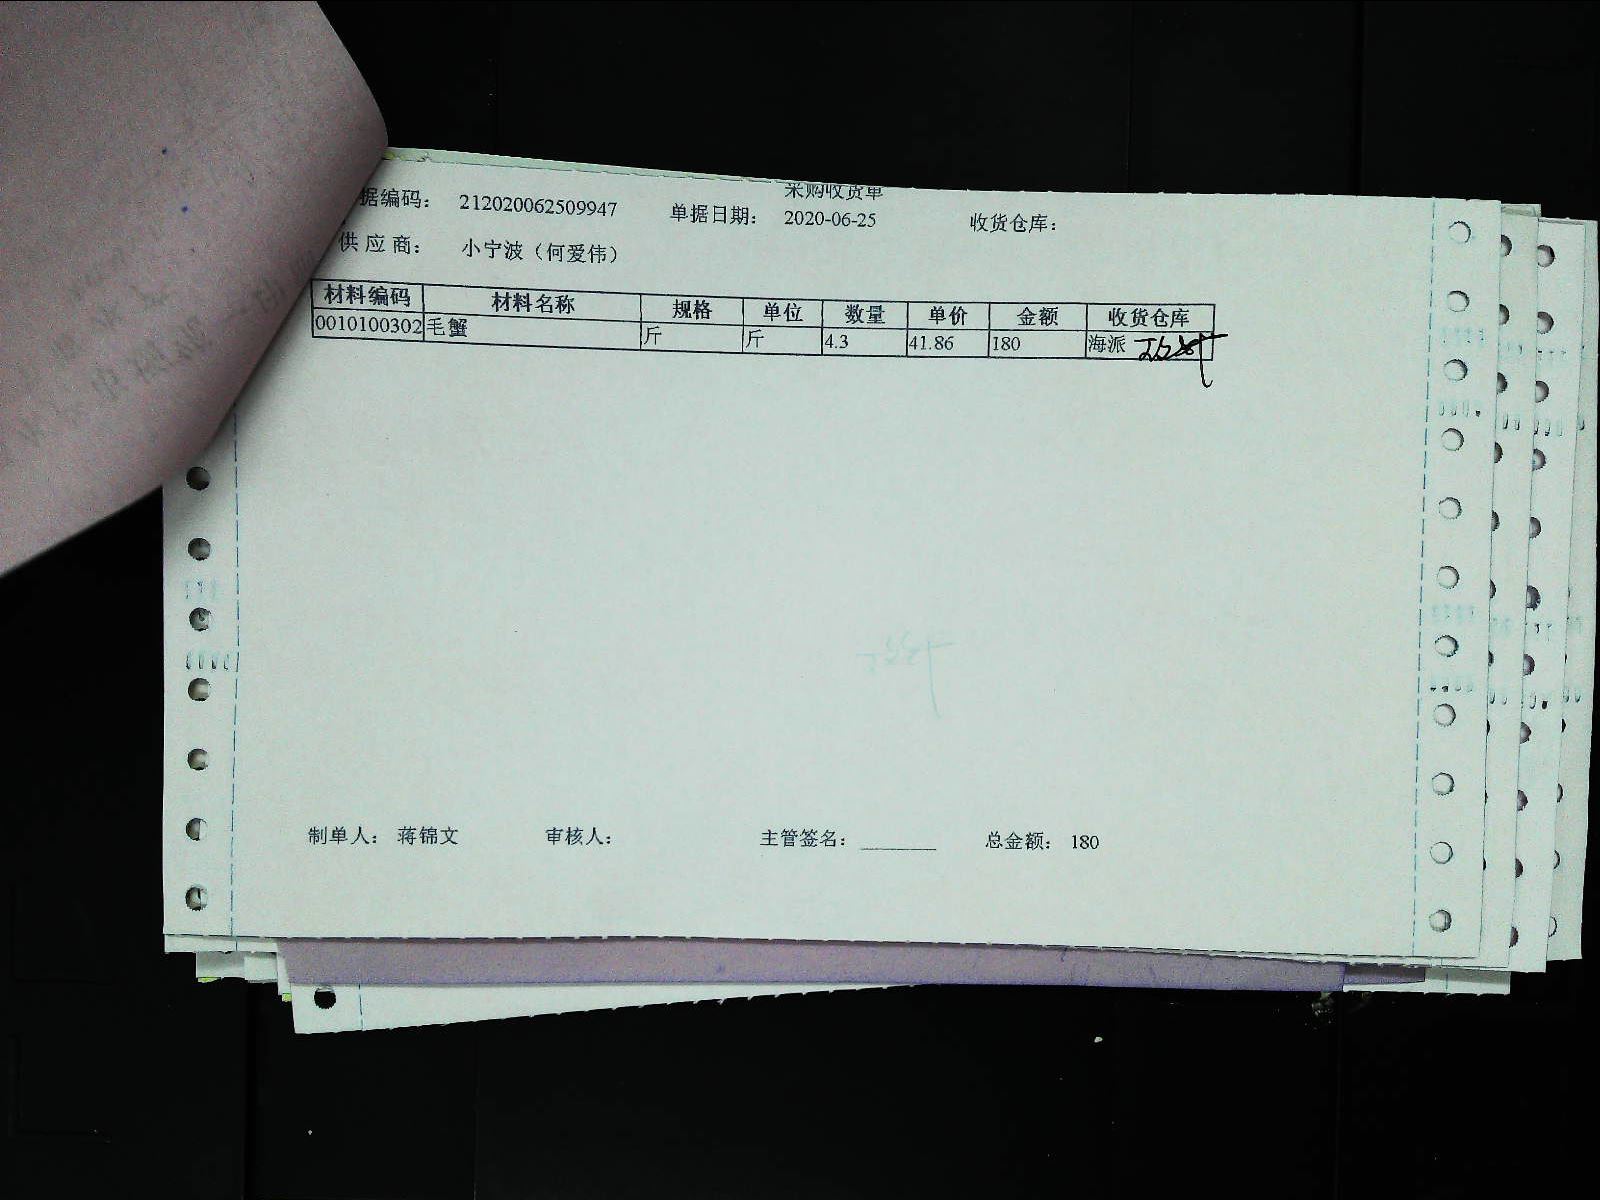 采购收货单
据编码： 212020062509947 单据日期： 2020-06-25 收货仓库：
供应商： 小宁波（何爱伟）
材料编码 材料名称 规格 单位 数量 单价 金额 收货仓库
0010100302 毛蟹 斤 斤 4.3 41.86 180 海派
制单人： 蒋锦文 审核人： 主管签名： ________ 总金额： 180